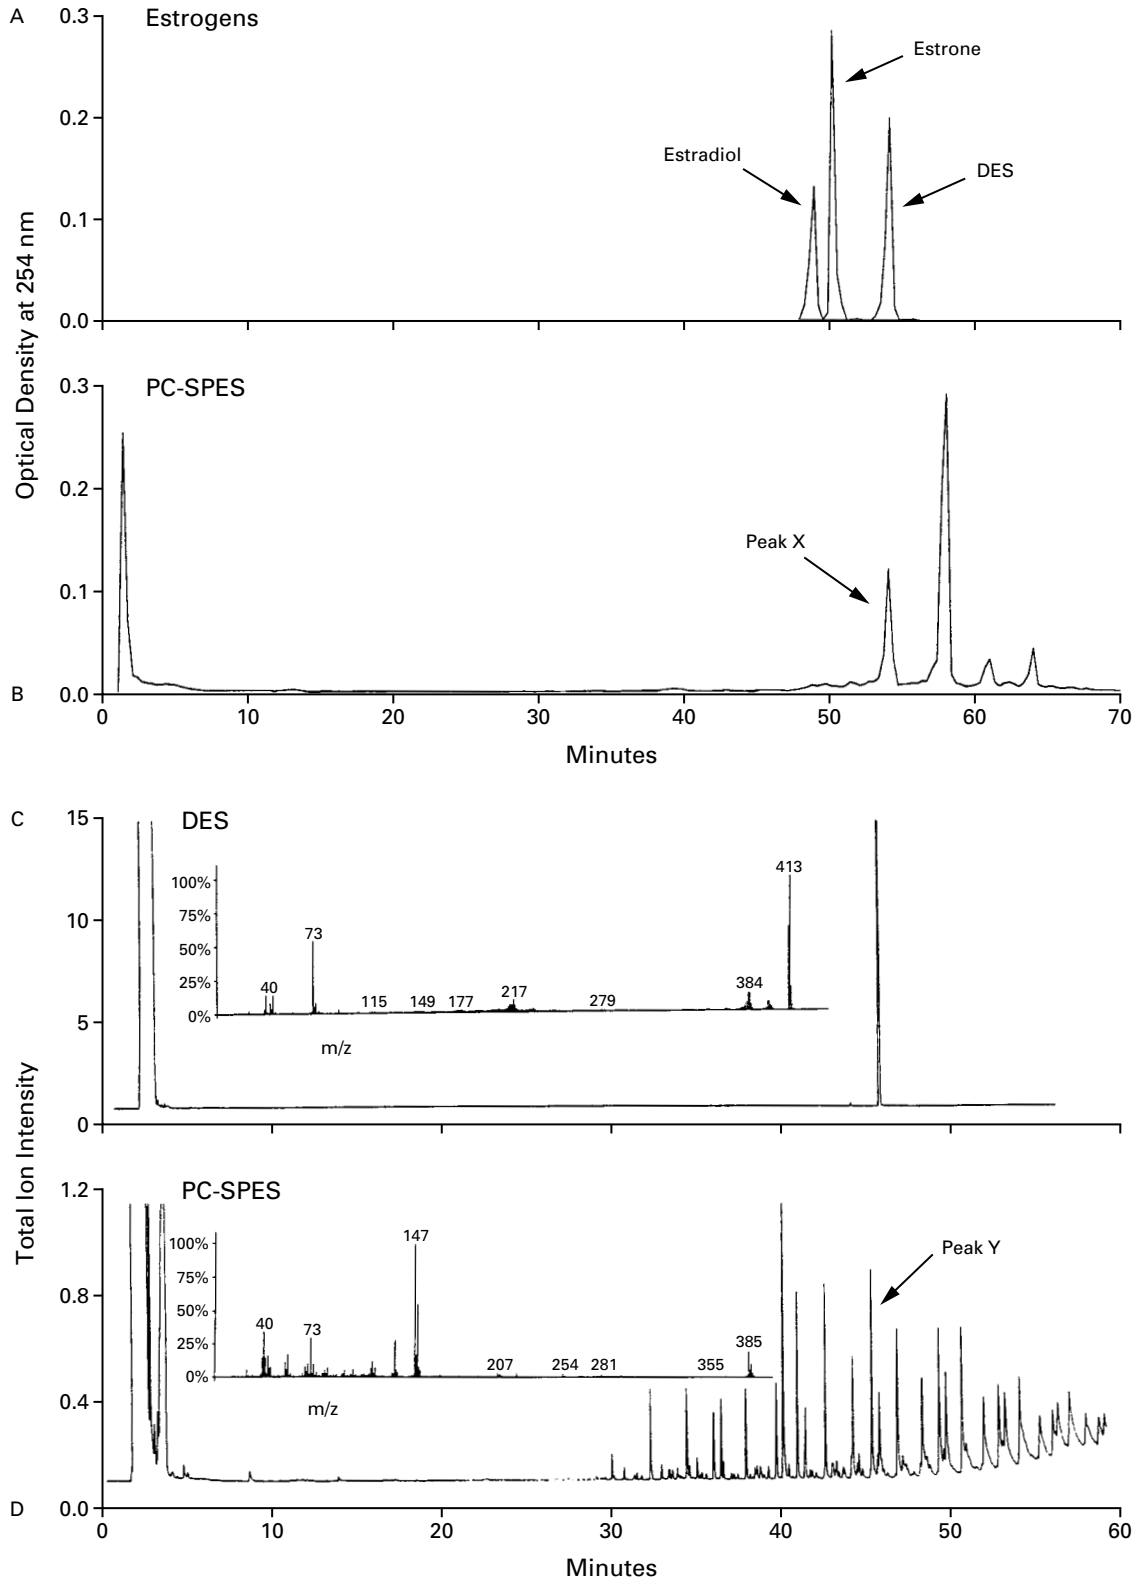 A
Estrogens
0.3
0.2
0.1
0.0
Estradiol
Estrone
DES
Optical Density at 254 nm
B
PC-SPES
0.3
0.2
0.1
0.0
Peak X
0 10 20 30 40 50 60 70
Minutes
C
DES
15
10
5
0
100%
75%
50%
25%
0%
40
73
115
149
177
217
279
384
413
m/z
Total Ion Intensity
D
PC-SPES
1.2
0.8
0.4
0.0
100%
75%
50%
25%
0%
40
73
147
207
254
281
355
385
m/z
Peak Y
0 10 20 30 40 50 60
Minutes